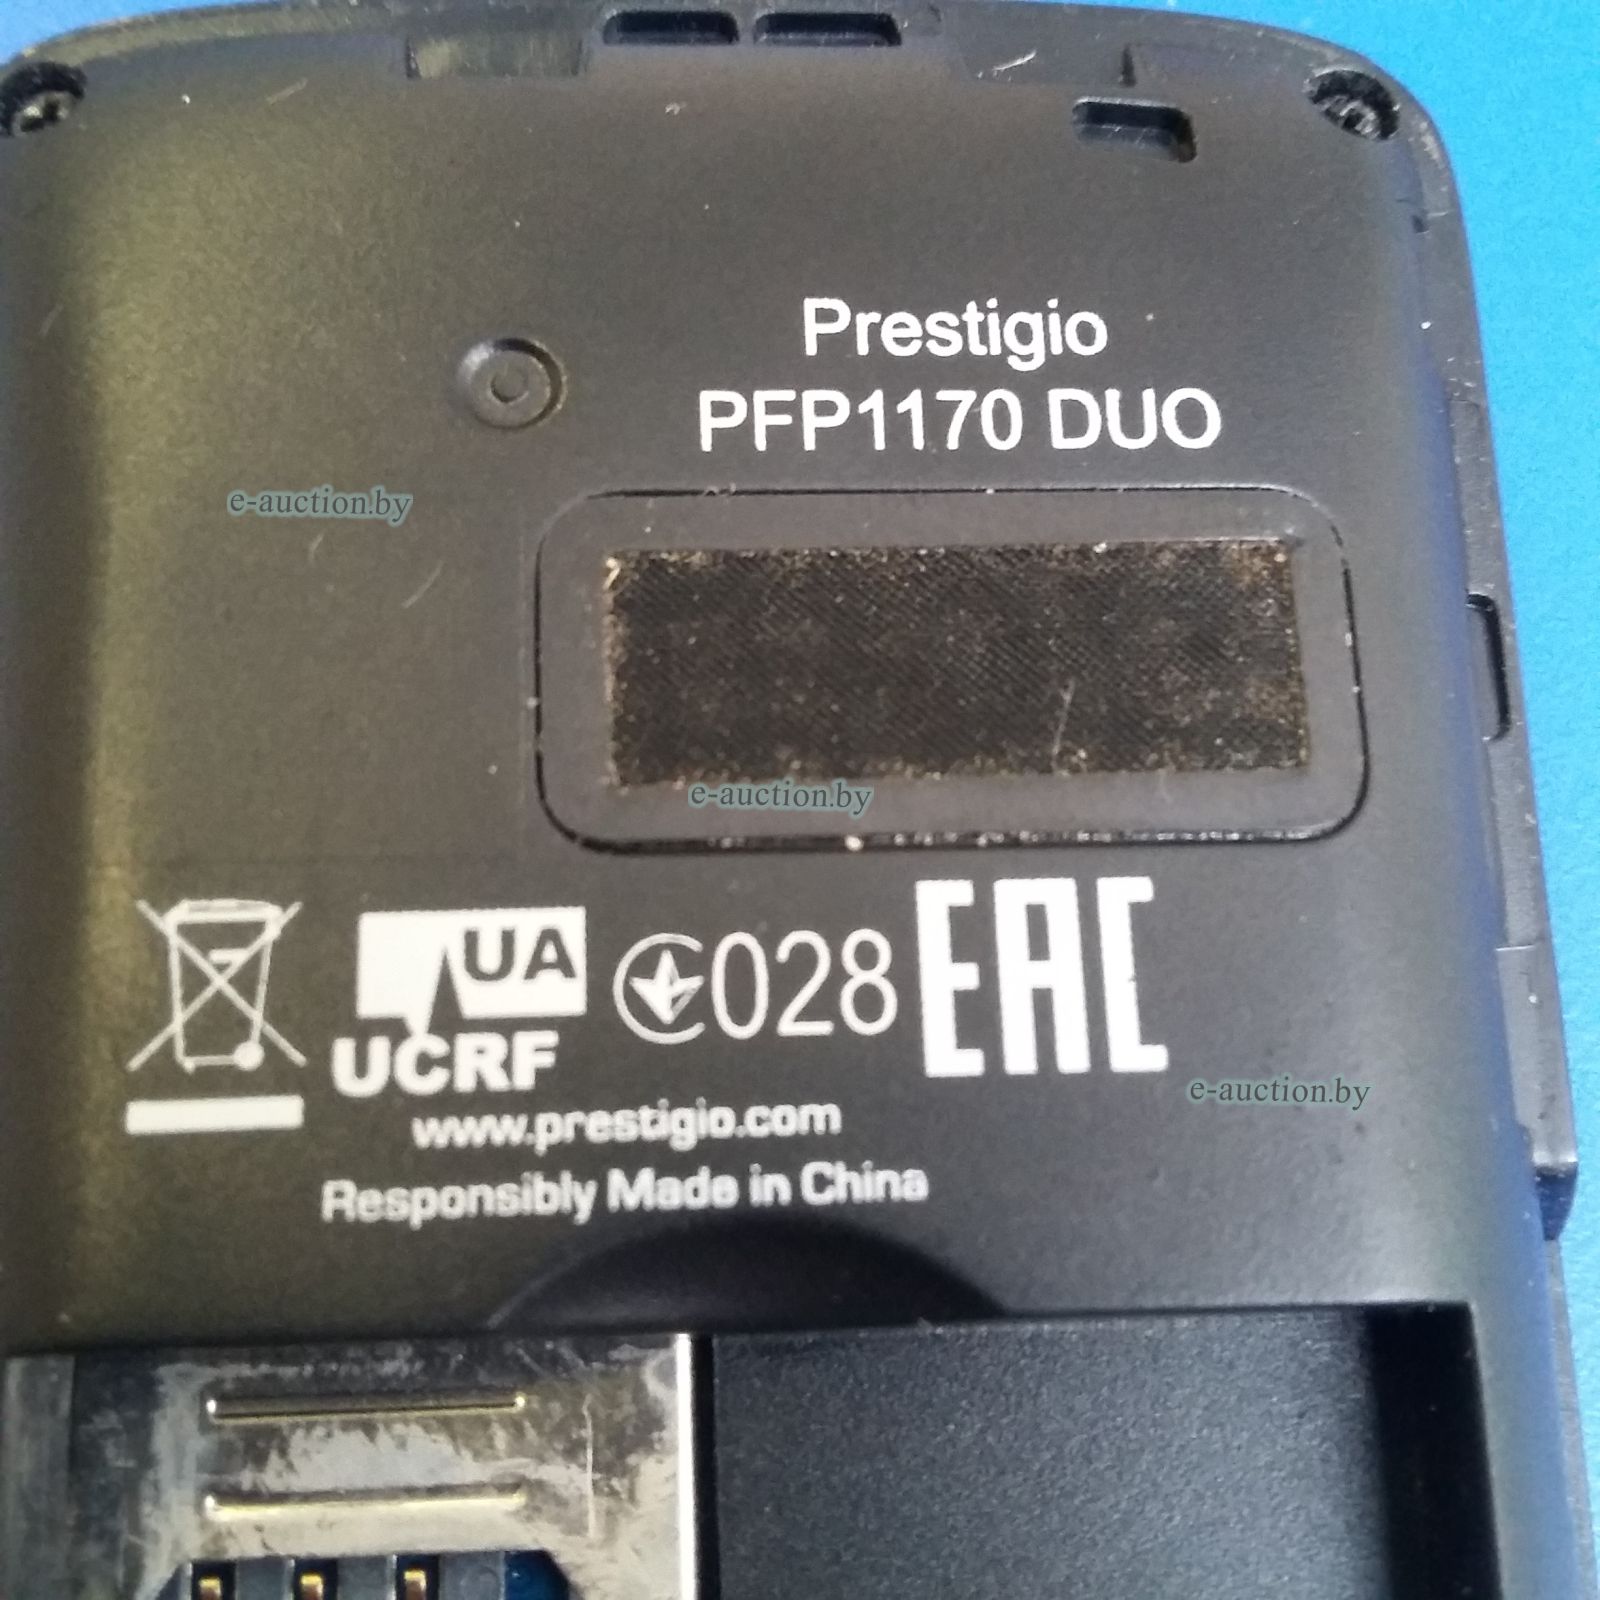 Prestigio
PFP1170 DUO
e-auction.by
e-auction.by
UA
UCRF
028
EAC
e-auction.by
www.prestigio.com
Responsibly Made in China